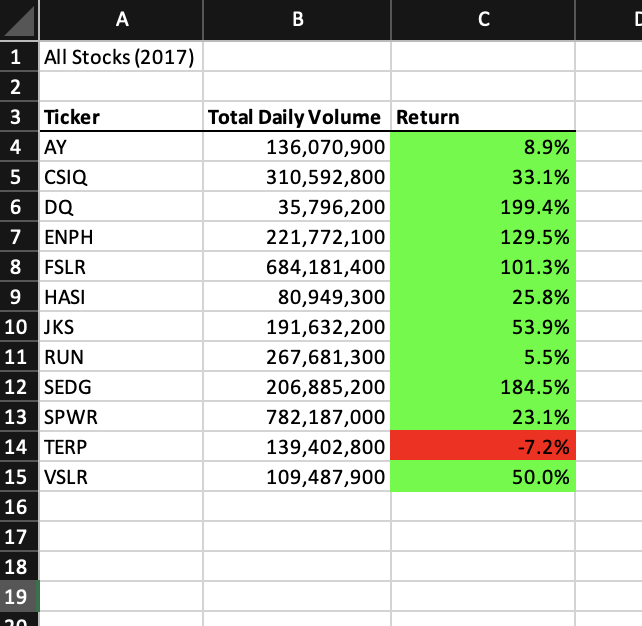 A B C D
1 All Stocks (2017)
2
3 Ticker Total Daily Volume Return
4 AY 136,070,900 8.9%
5 CSIQ 310,592,800 33.1%
6 DQ 35,796,200 199.4%
7 ENPH 221,772,100 129.5%
8 FSLR 684,181,400 101.3%
9 HASI 80,949,300 25.8%
10 JKS 191,632,200 53.9%
11 RUN 267,681,300 5.5%
12 SEDG 206,885,200 184.5%
13 SPWR 782,187,000 23.1%
14 TERP 139,402,800 -7.2%
15 VSLR 109,487,900 50.0%
16
17
18
19
20